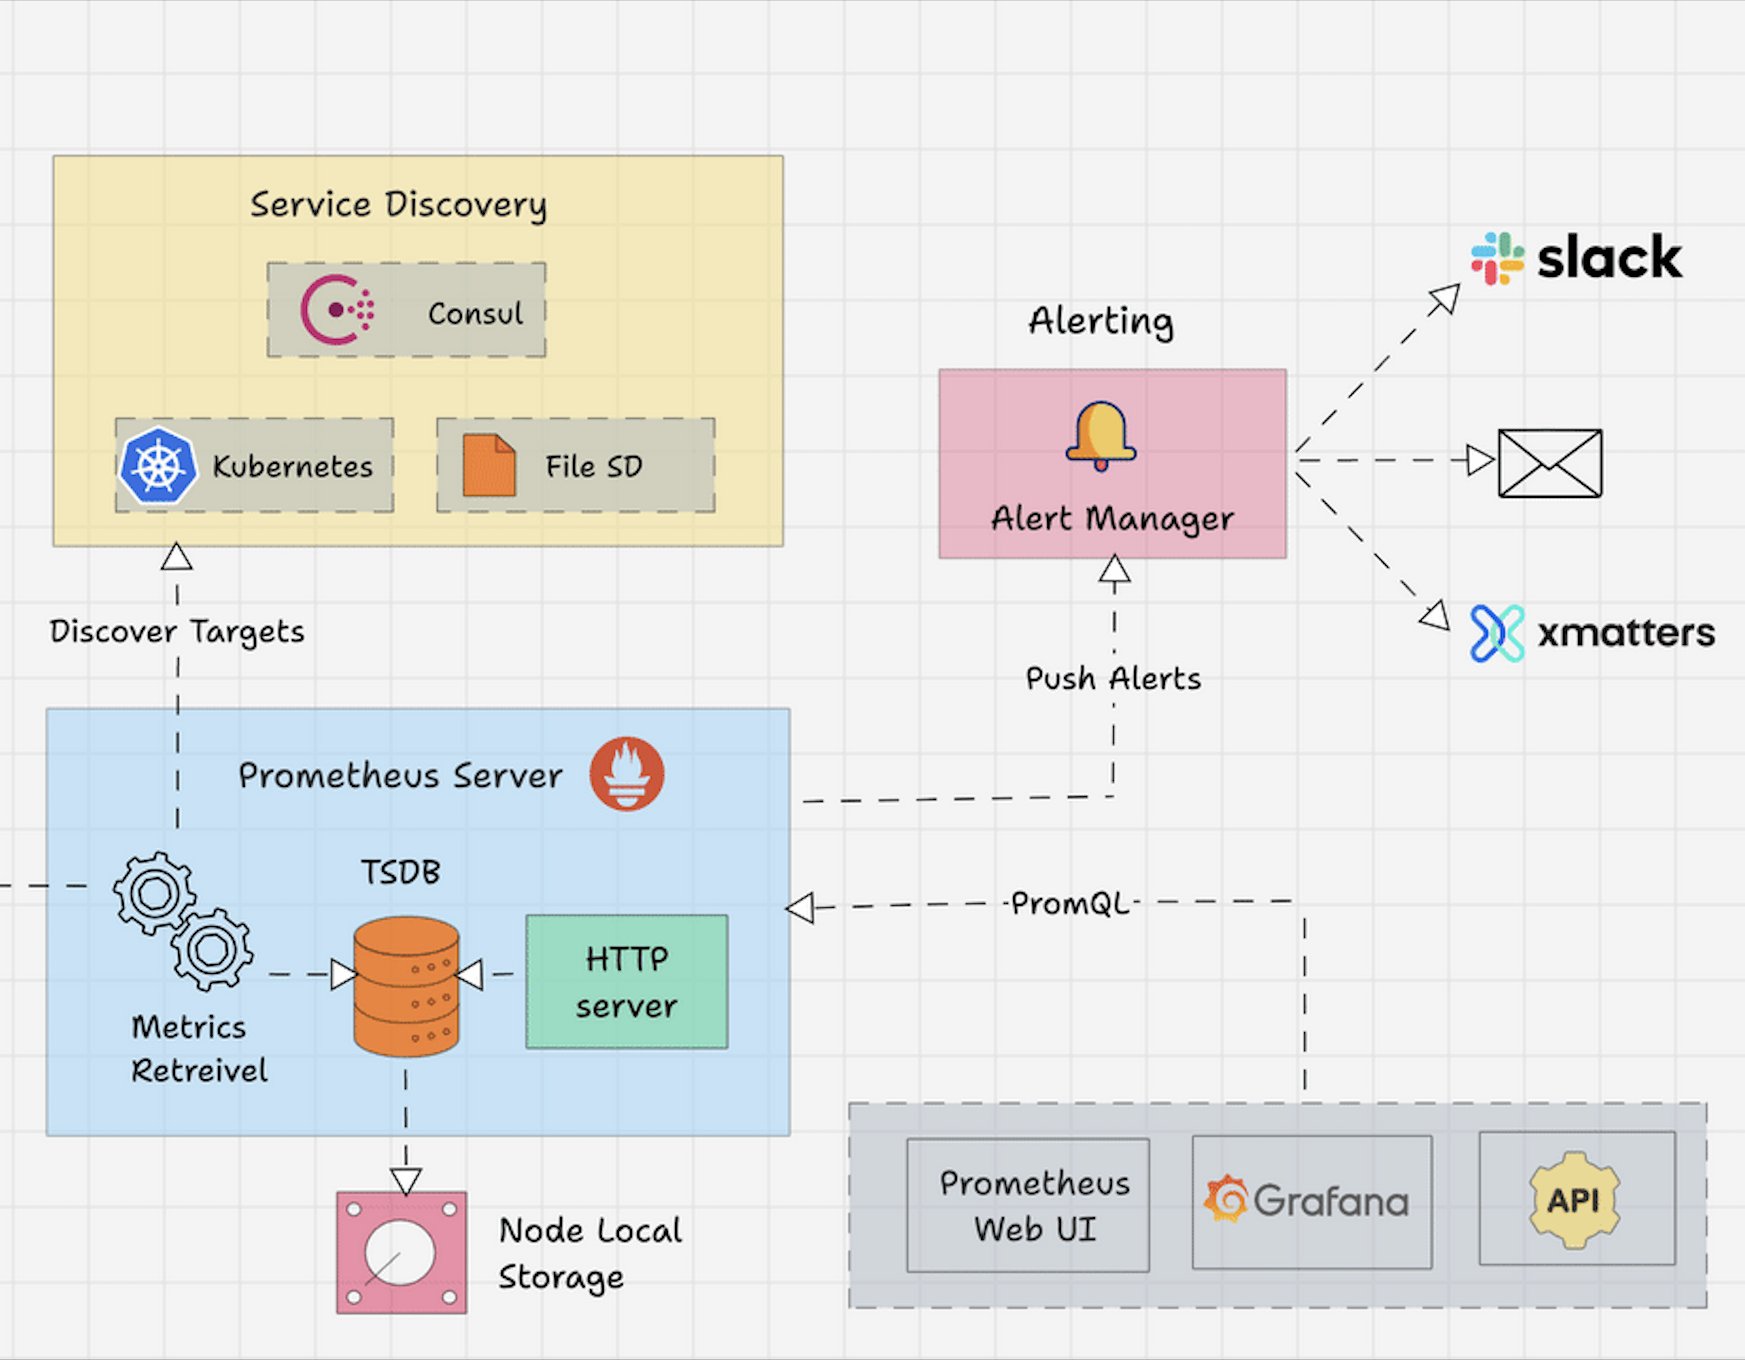 Service Discovery
Consul
Kubernetes
File SD
Discover Targets
Alerting
Alert Manager
slack
xmatters
Push Alerts
Prometheus Server
TSDB
HTTP
server
Metrics
Retreivel
PromQL
Node Local
Storage
Prometheus
Web UI
Grafana
API